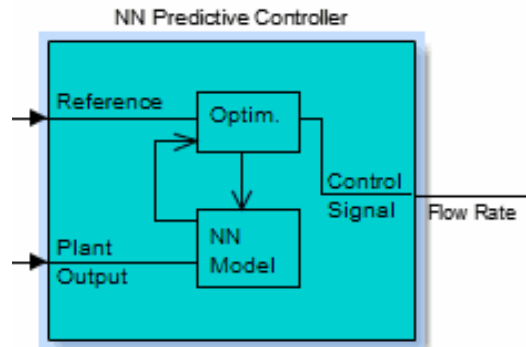 NN Predictive Controller
Reference
Optim.
Control
Signal
Flow Rate
Plant
Output
NN
Model